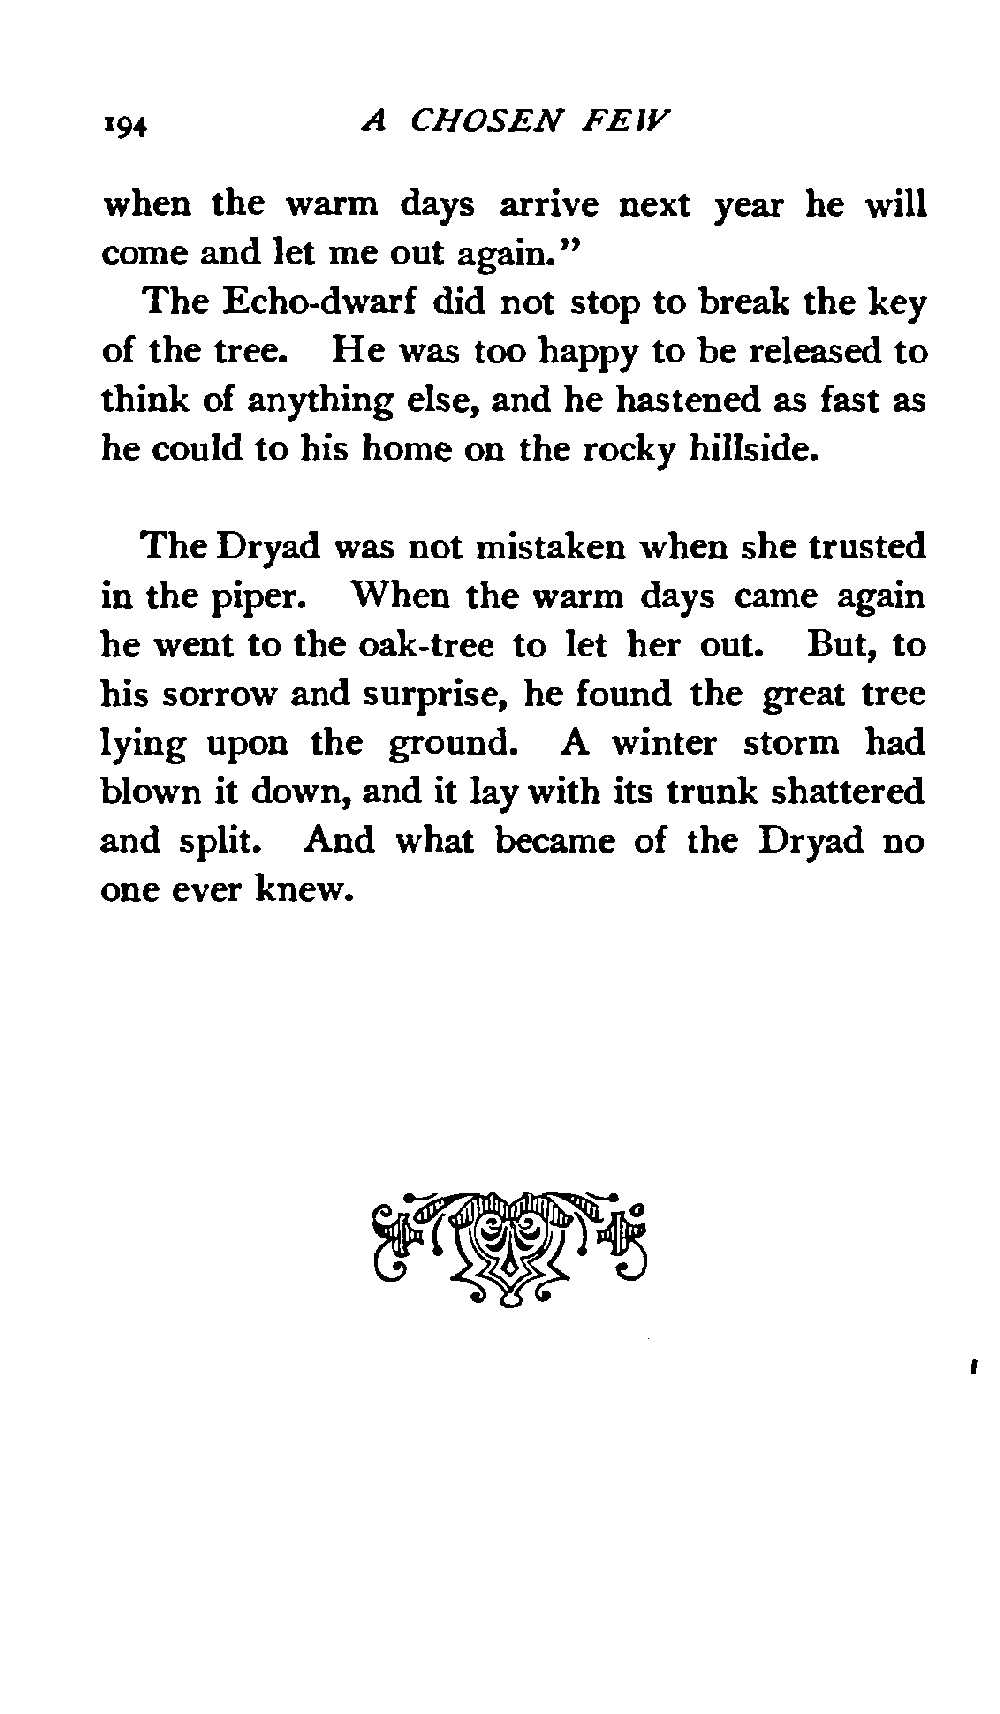 194 A CHOSEN FEW
when the warm days arrive next year he will
come and let me out again."
The Echo-dwarf did not stop to break the key
of the tree. He was too happy to be released to
think of anything else, and he hastened as fast as
he could to his home on the rocky hillside.
The Dryad was not mistaken when she trusted
in the piper. When the warm days came again
he went to the oak-tree to let her out. But, to
his sorrow and surprise, he found the great tree
lying upon the ground. A winter storm had
blown it down, and it lay with its trunk shattered
and split. And what became of the Dryad no
one ever knew.